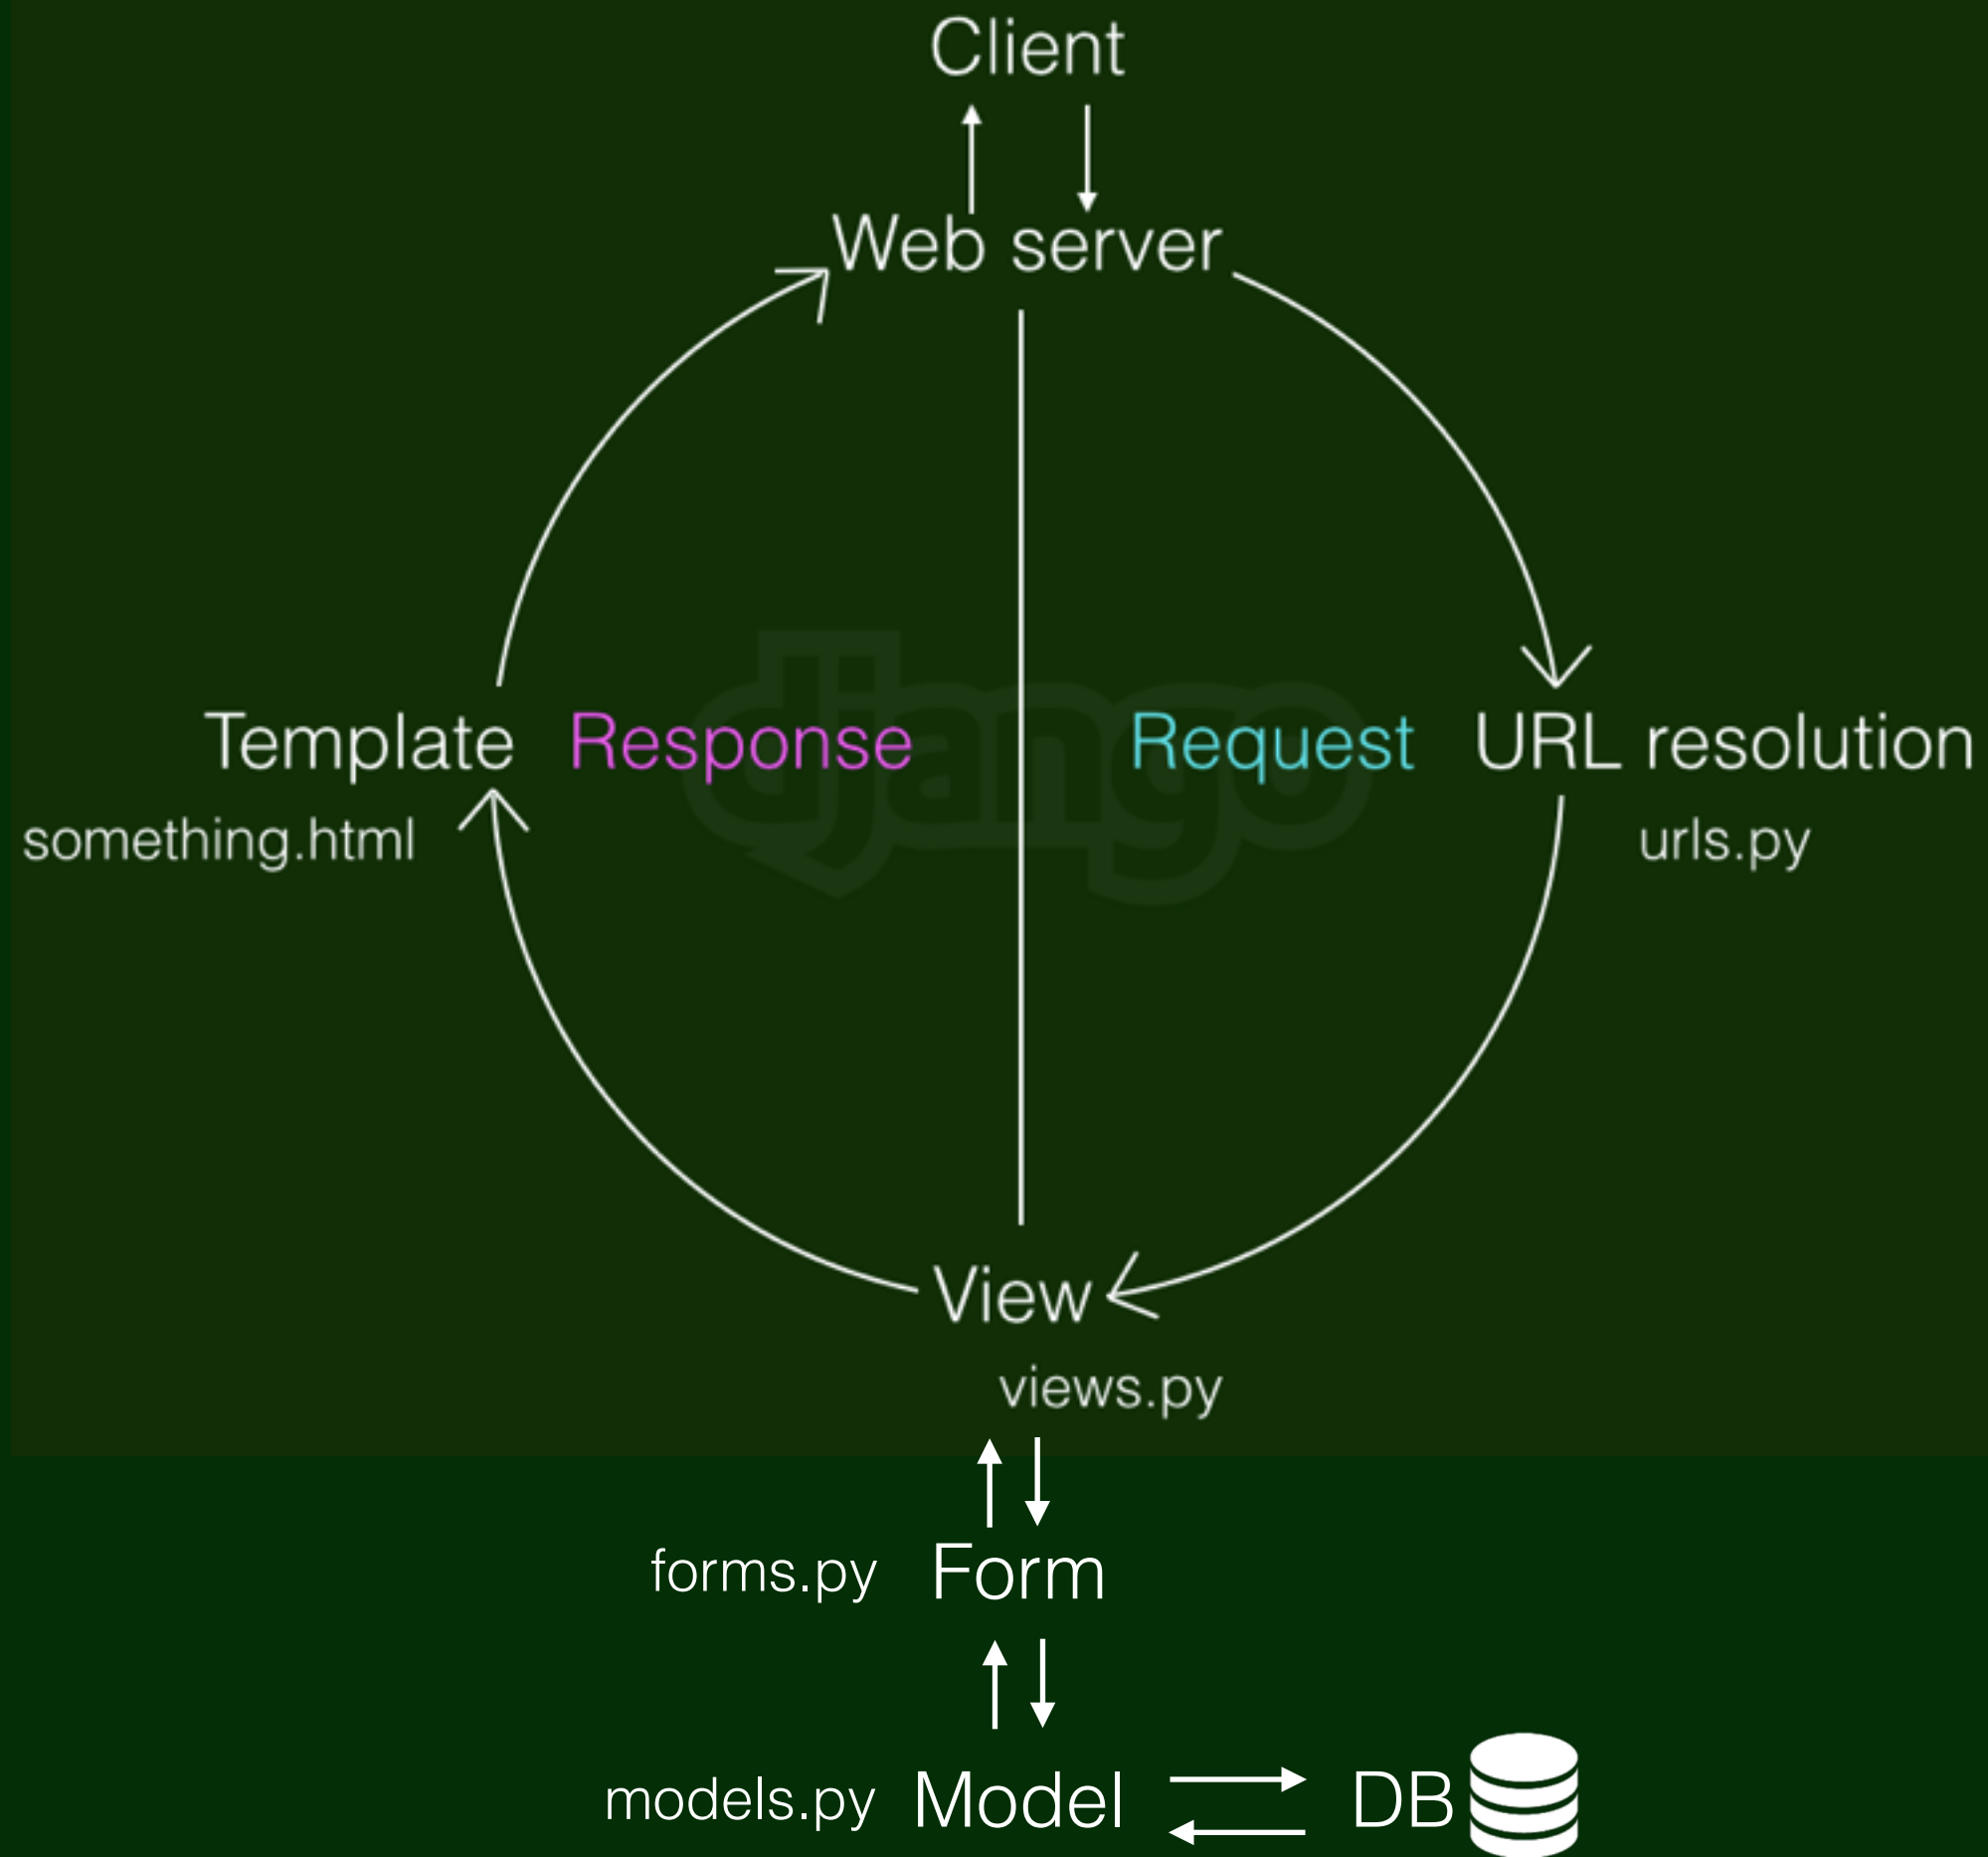 Client
Web server
django
Template
Response
Request
URL resolution
something.html
urls.py
View
views.py
forms.py
Form
models.py
Model
DB